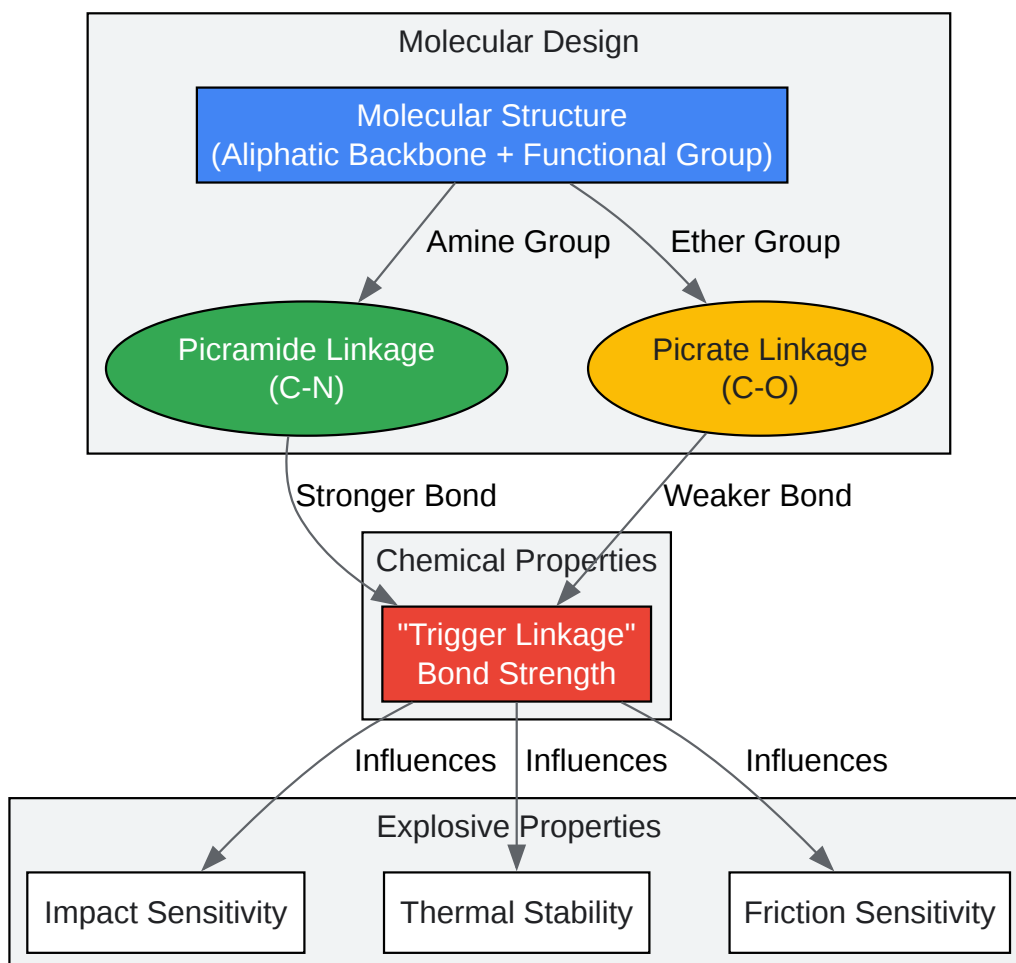 Molecular Design
Molecular Structure
(Aliphatic Backbone + Functional Group)
Amine Group
Ether Group
Picramide Linkage
(C-N)
Picrate Linkage
(C-O)
Stronger Bond
Weaker Bond
Chemical Properties
"Trigger Linkage"
Bond Strength
Influences
Influences
Influences
Explosive Properties
Impact Sensitivity
Thermal Stability
Friction Sensitivity